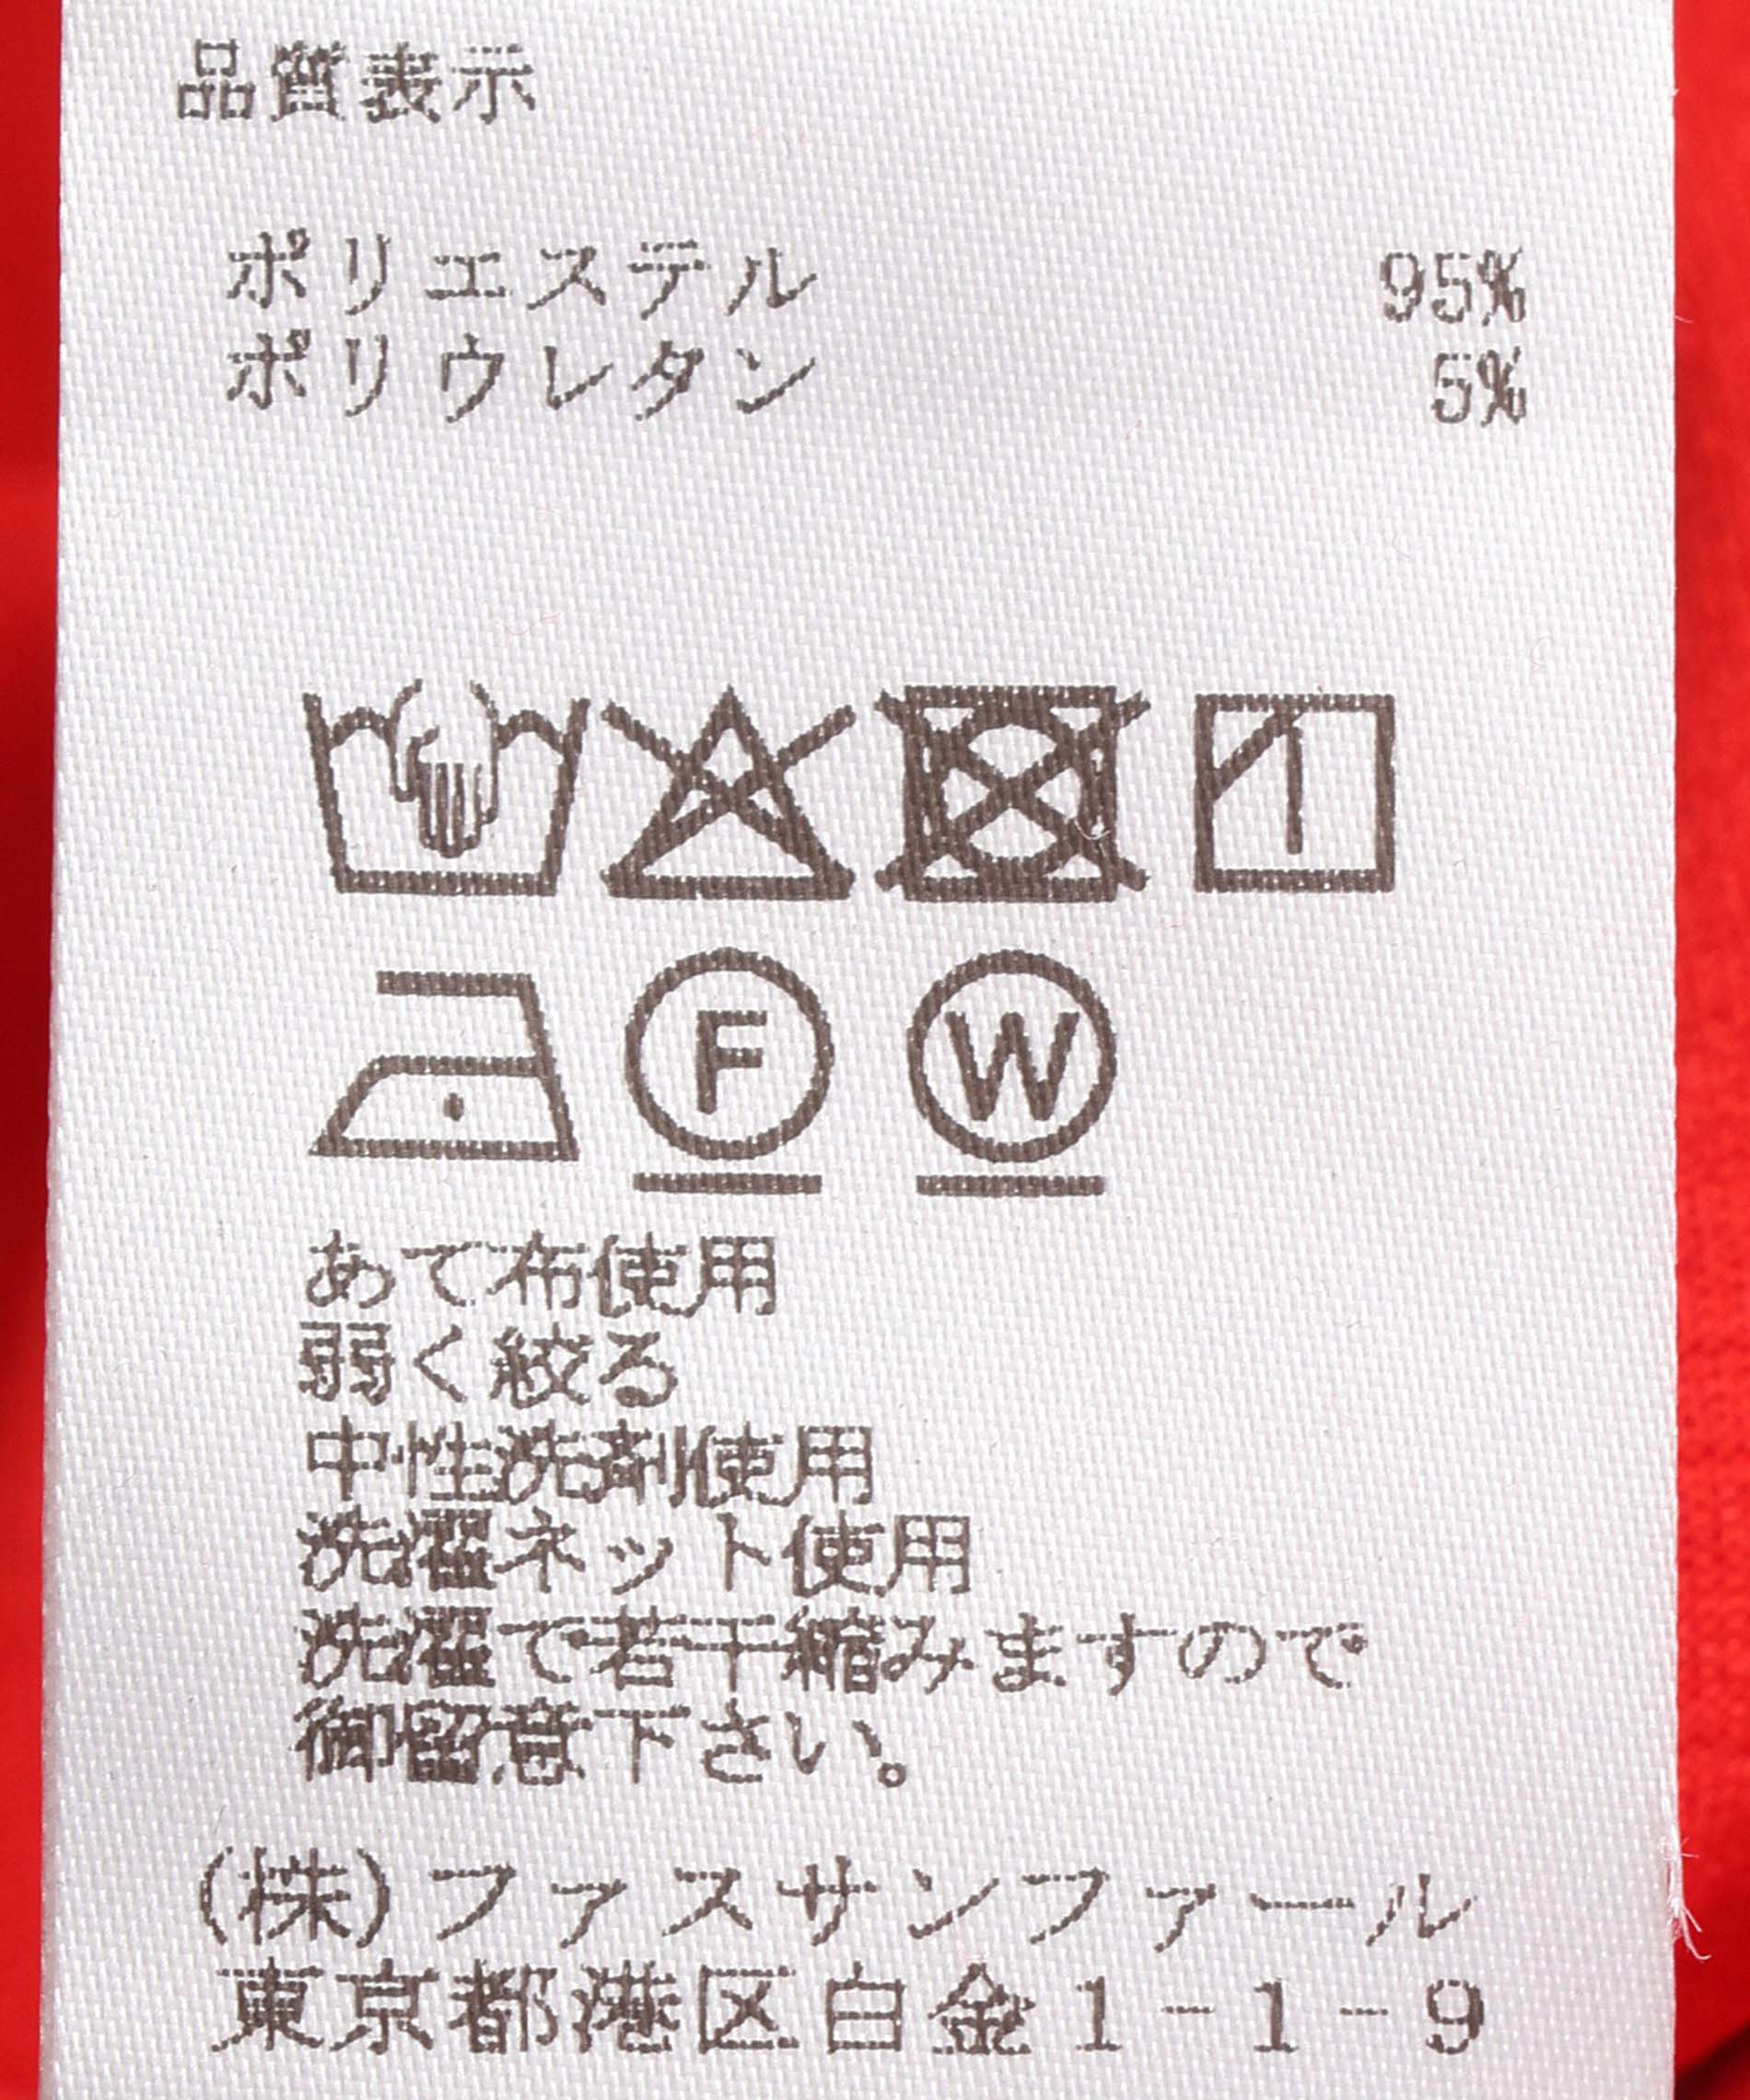 品質表示
ポリエステル 95%
ポリウレタン 5%
F W
あて布使用
弱く絞る
中性洗剤使用
洗濯ネット使用
洗濯で若干縮みますので
御留意下さい。
(株)ファスサンファール
東京都港区白金1-1-9